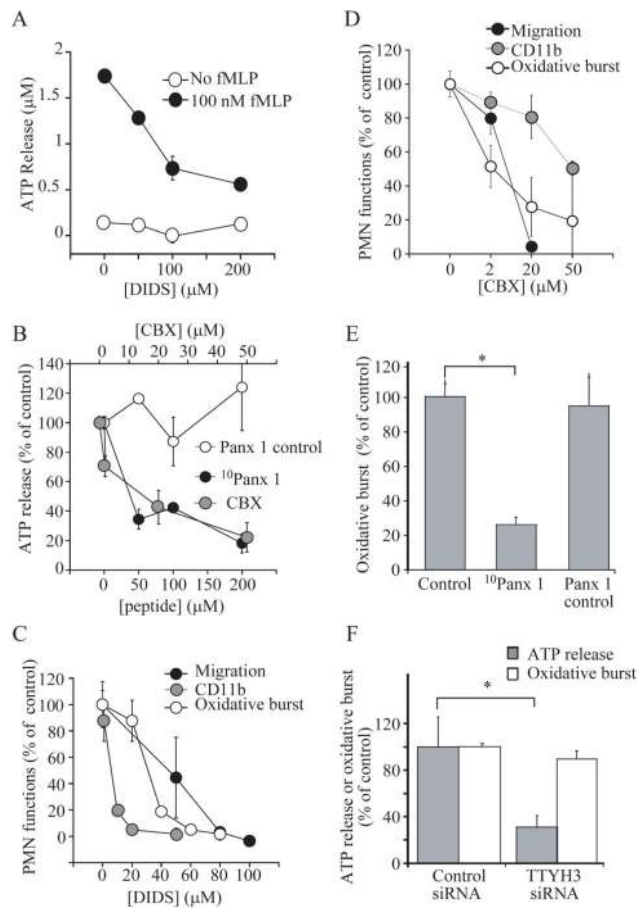 A
No fMLP
100 nM fMLP
ATP Release (μM)
2
1.5
1
0.5
0
0 50 100 200
[DIDS] (μM)
B
[CBX] (μM)
0 10 20 30 40 50
ATP release (% of control)
140
120
100
80
60
40
20
0
Panx 1 control
¹⁰Panx 1
CBX
0 50 100 150 200
[peptide] (μM)
C
Migration
CD11b
Oxidative burst
PMN functions (% of control)
120
100
80
60
40
20
0
0 20 40 60 80 100
[DIDS] (μM)
D
Migration
CD11b
Oxidative burst
PMN functions (% of control)
120
100
80
60
40
20
0
0 2 20 50
[CBX] (μM)
E
*
Oxidative burst (% of control)
120
100
80
60
40
20
0
Control ¹⁰Panx 1 Panx 1
control
F
ATP release
Oxidative burst
*
ATP release or oxidative burst
(% of control)
120
80
60
40
20
0
Control
siRNA
TTYH3
siRNA